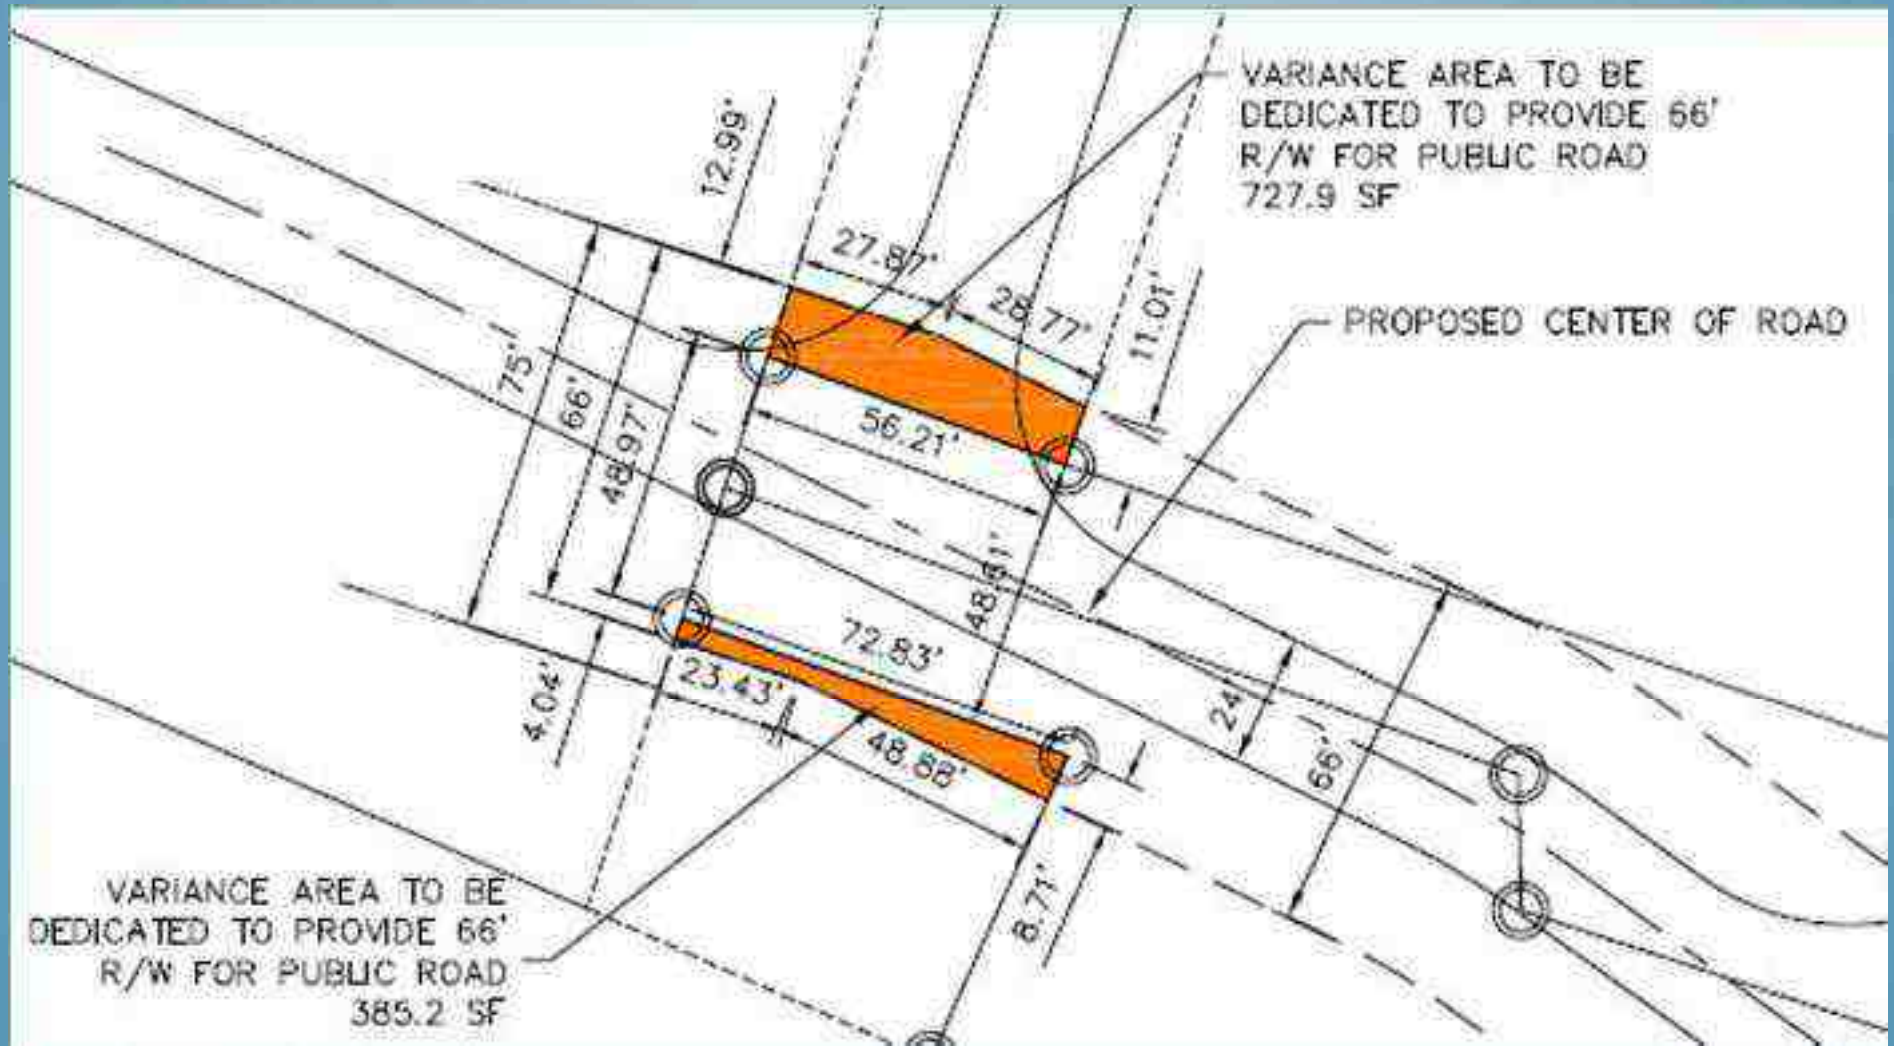 VARIANCE AREA TO BE
DEDICATED TO PROVIDE 66'
R/W FOR PUBLIC ROAD
727.9 SF
12.99'
27.87'
28.77'
11.01'
PROPOSED CENTER OF ROAD
75'
66'
48.97'
56.21'
48.61'
72.83'
4.04'
23.43'
48.88'
24'
66'
8.71'
VARIANCE AREA TO BE
DEDICATED TO PROVIDE 66'
R/W FOR PUBLIC ROAD
385.2 SF